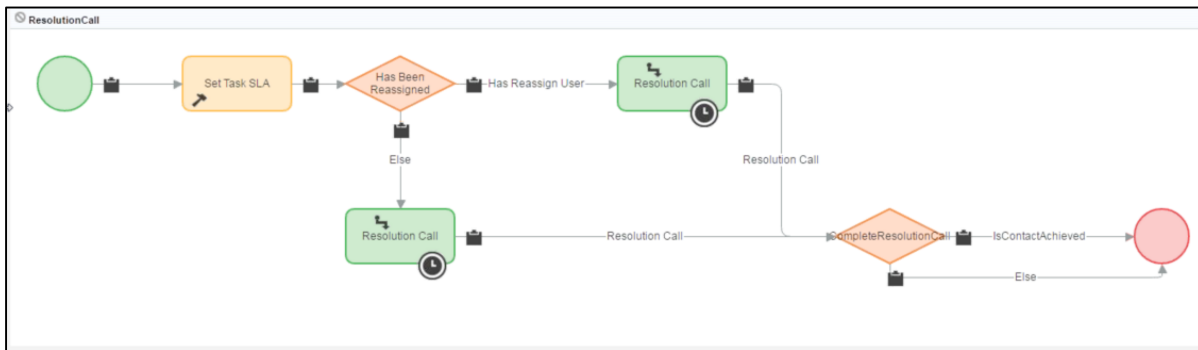 ResolutionCall
Set Task SLA
Has Been
Reassigned
Has Reassign User
Resolution Call
Else
Resolution Call
Resolution Call
Resolution Call
CompleteResolutionCall
IsContactAchieved
Else